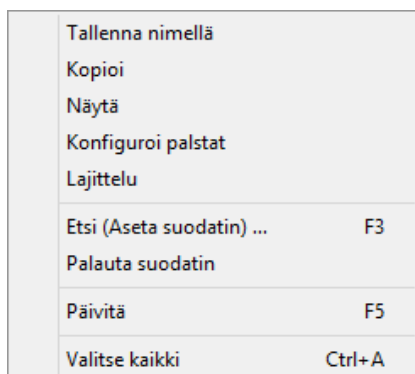 Tallenna nimellä
Kopioi
Näytä
Konfiguroi palstat
Lajittelu
Etsi (Aseta suodatin) ... F3
Palauta suodatin
Päivitä F5
Valitse kaikki Ctrl+A